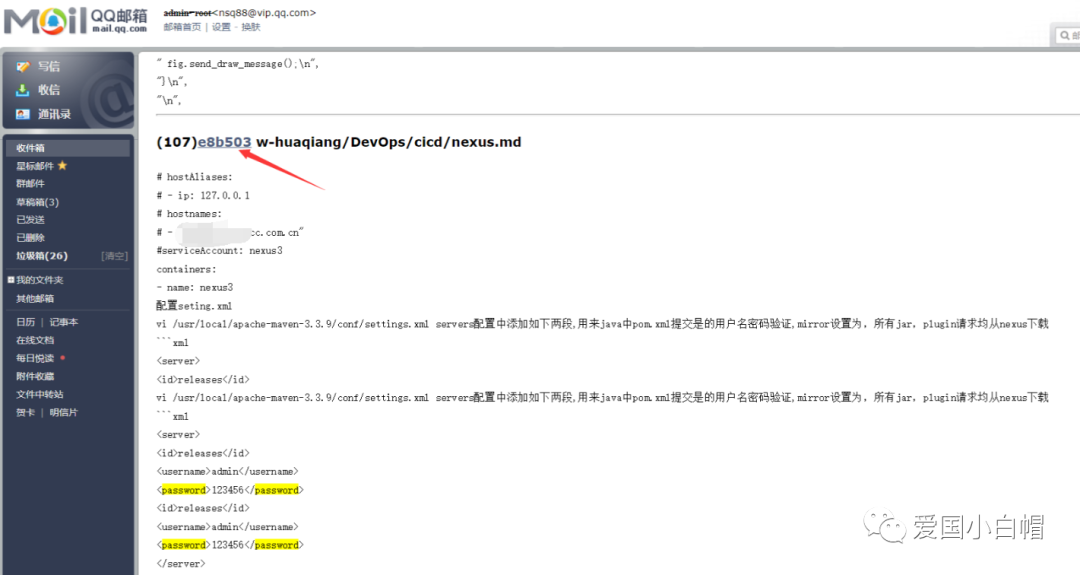 MOil QQ邮箱 mail.qq.com
admin-root<nsq88@vip.qq.com>
邮箱首页 | 设置 - 换肤
写信
收信
通讯录
收件箱
星标邮件
群邮件
草稿箱(3)
已发送
已删除
垃圾箱(26) [清空]
我的文件夹
其他邮箱
日历 | 记事本
在线文档
每日悦读
附件收藏
文件中转站
贺卡 | 明信片
" fig.send_draw_message();\n",
"}\n",
"\n",
(107)e8b503 w-huaqiang/DevOps/cicd/nexus.md
# hostAliases:
# - ip: 127.0.0.1
# hostnames:
# - cc.com.cn"
#serviceAccount: nexus3
containers:
- name: nexus3
配置seting.xml
vi /usr/local/apache-maven-3.3.9/conf/settings.xml servers配置中添加如下两段,用来java中pom.xml提交是的用户名密码验证,mirror设置为，所有jar，plugin请求均从nexus下载
```xml
<server>
<id>releases</id>
vi /usr/local/apache-maven-3.3.9/conf/settings.xml servers配置中添加如下两段,用来java中pom.xml提交是的用户名密码验证,mirror设置为，所有jar，plugin请求均从nexus下载
```xml
<server>
<id>releases</id>
<username>admin</username>
<password>123456</password>
<id>releases</id>
<username>admin</username>
<password>123456</password>
</server>
爱国小白帽